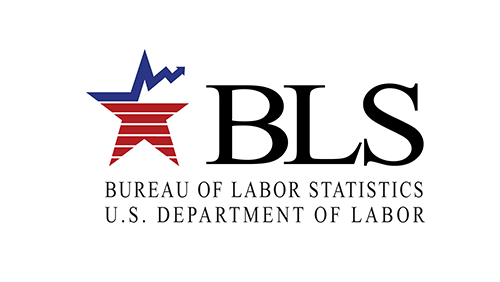 BLS
BUREAU OF LABOR STATISTICS
U.S. DEPARTMENT OF LABOR